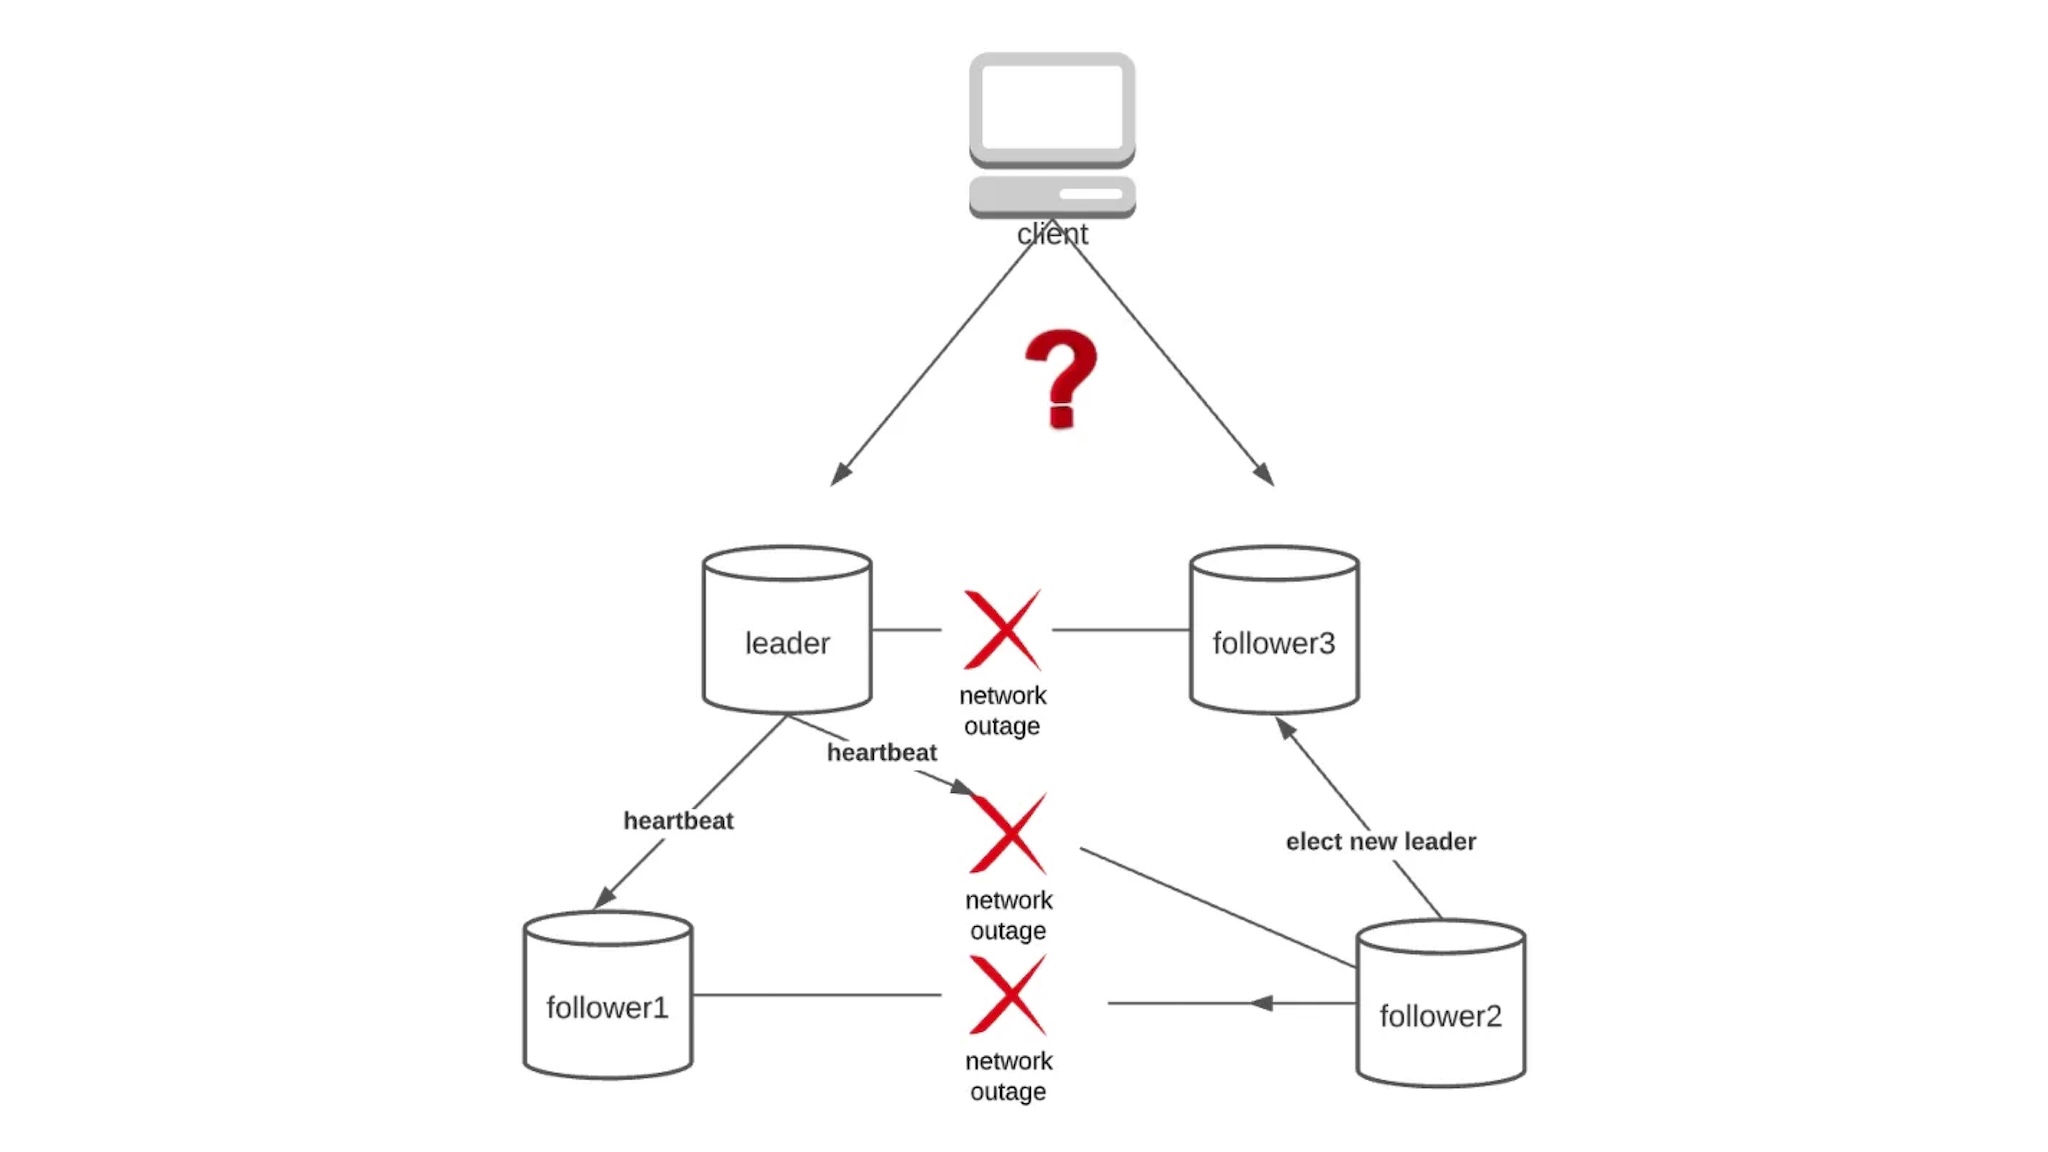 client
?
leader
follower3
network
outage
heartbeat
heartbeat
elect new leader
network
outage
follower1
follower2
network
outage